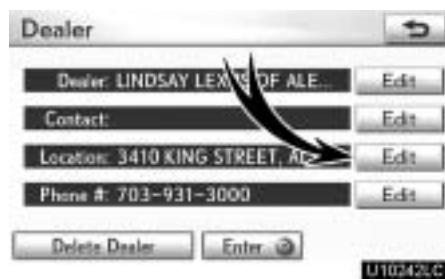 Dealer
Dealer: LINDSAY LEXUS OF ALE... Edit
Contact: Edit
Location: 3410 KING STREET, Edit
Phone #: 703-931-3000 Edit
Delete Dealer Enter